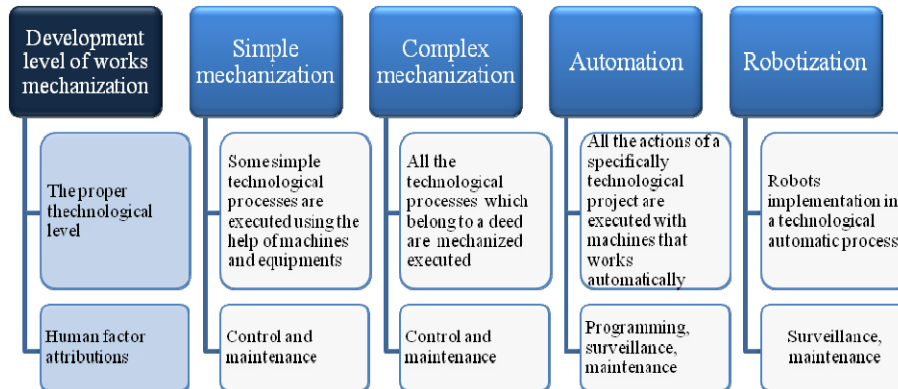 Development
level of works
mechanization
The proper
thechnological
level
Human factor
attributions
Simple
mechanization
Some simple
technological
processes are
executed using the
help of machines
and equipments
Control and
maintenance
Complex
mechanization
All the
technological
processes which
belong to a deed
are mechanized
executed
Control and
maintenance
Automation
All the actions of a
specifically
technological
project are
executed with
machines that
works
automatically
Programming,
surveillance,
maintenance
Robotization
Robots
implementation in
a technological
automatic process
Surveillance,
maintenance